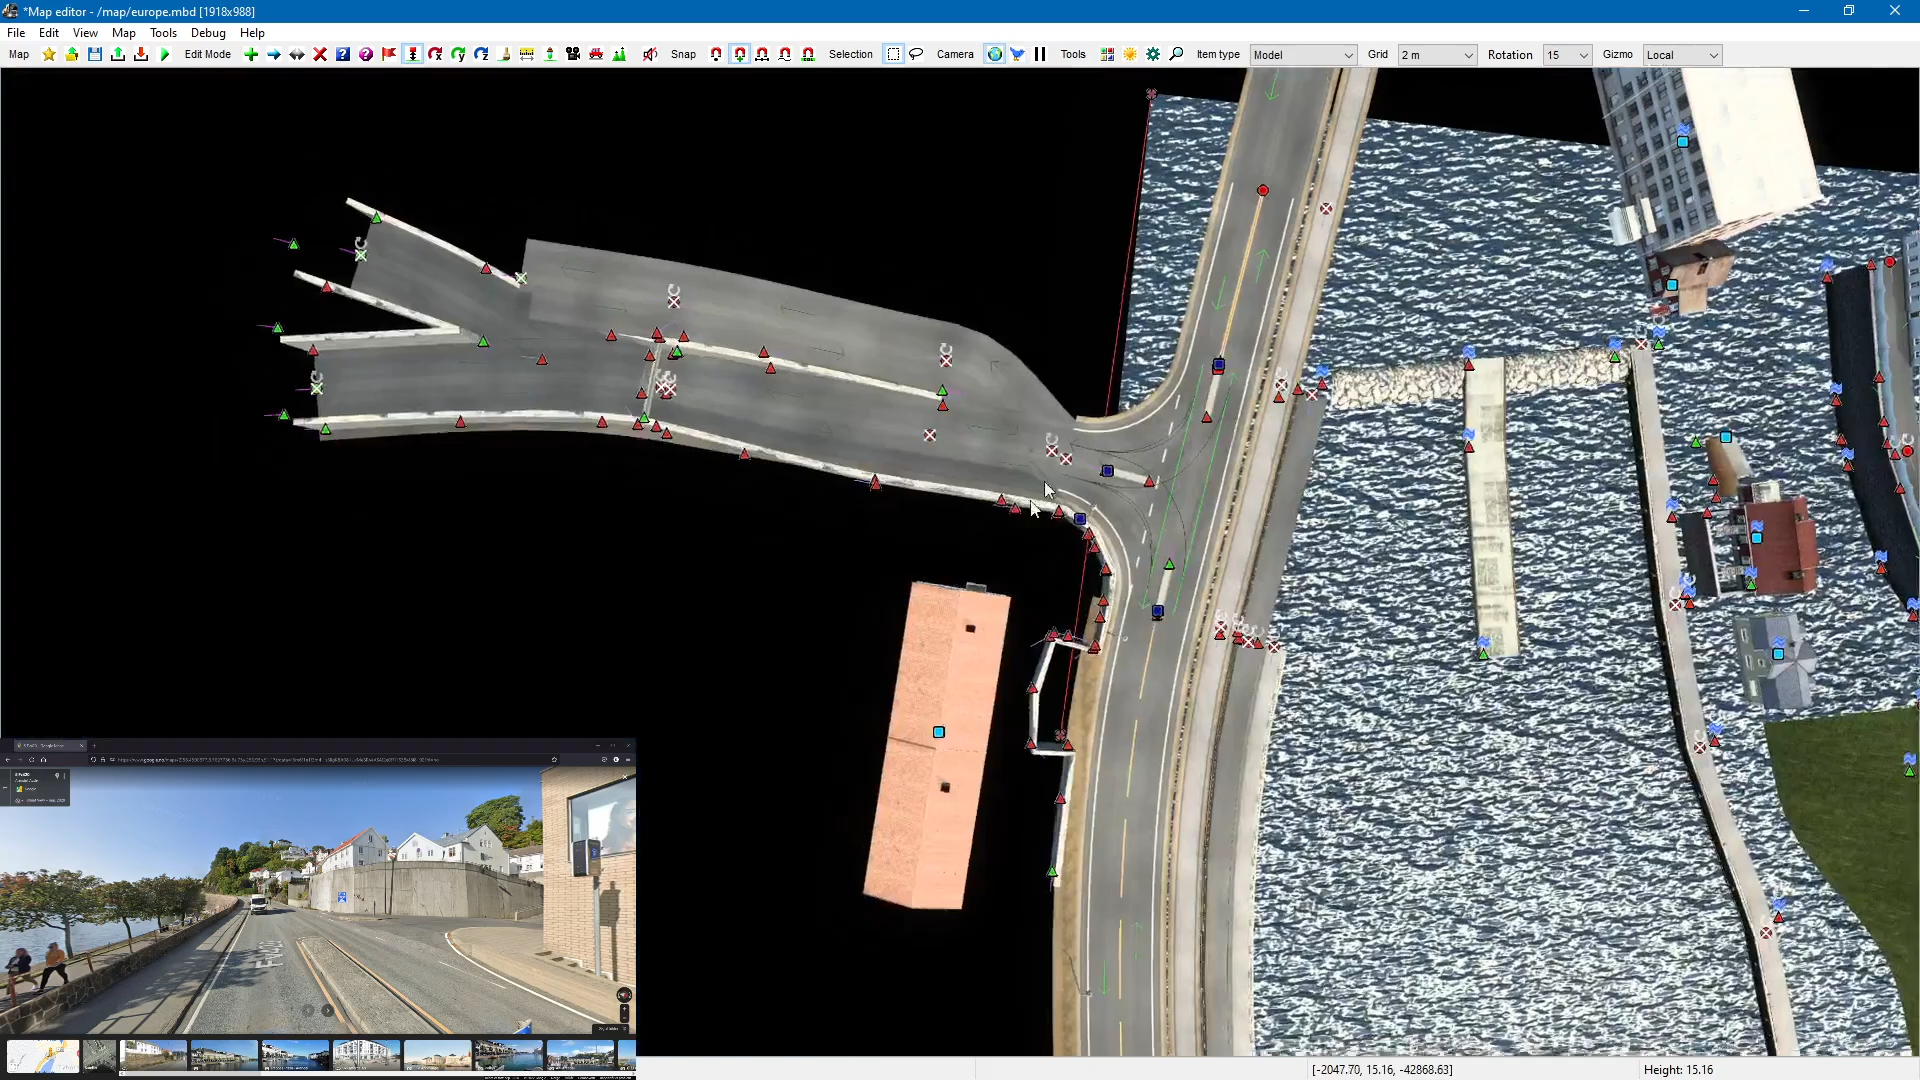 *Map editor - /map/europe.mbd [1918x988]
File Edit View Map Tools Debug Help
Map Edit Mode Snap Selection Camera Tools Item type Model Grid 2 m Rotation 15 Gizmo Local
[-2047.70, 15.16, -42868.63] Height: 15.16